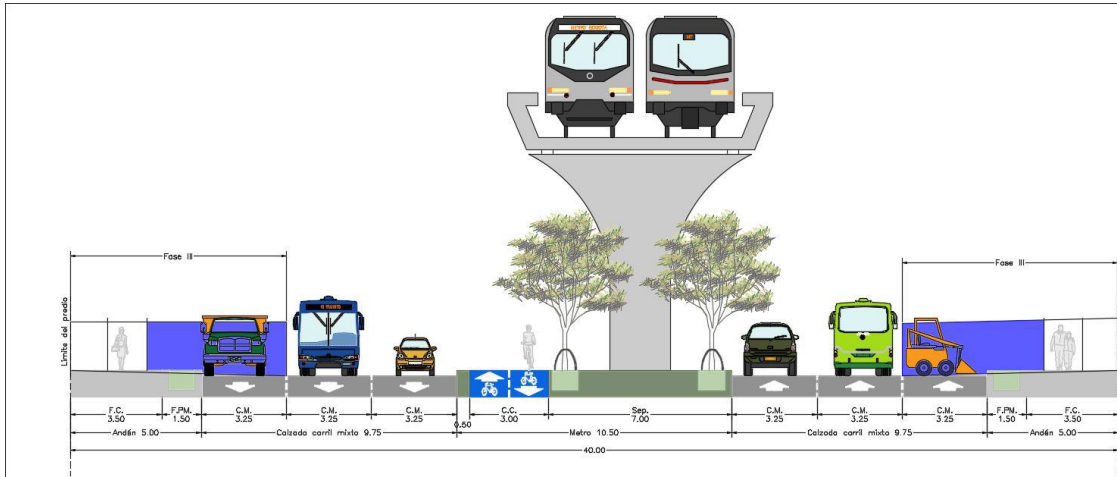 METRO BOGOTA
Fase III
Fase III
Límite del predio
F.C.
3.50
F.PM.
1.50
C.M.
3.25
C.M.
3.25
C.M.
3.25
0.50
C.C.
3.00
Sep.
7.00
C.M.
3.25
C.M.
3.25
C.M.
3.25
F.PM.
1.50
F.C.
3.50
Andén 5.00
Calzada carril mixto 9.75
Metro 10.50
Calzada carril mixto 9.75
Andén 5.00
40.00